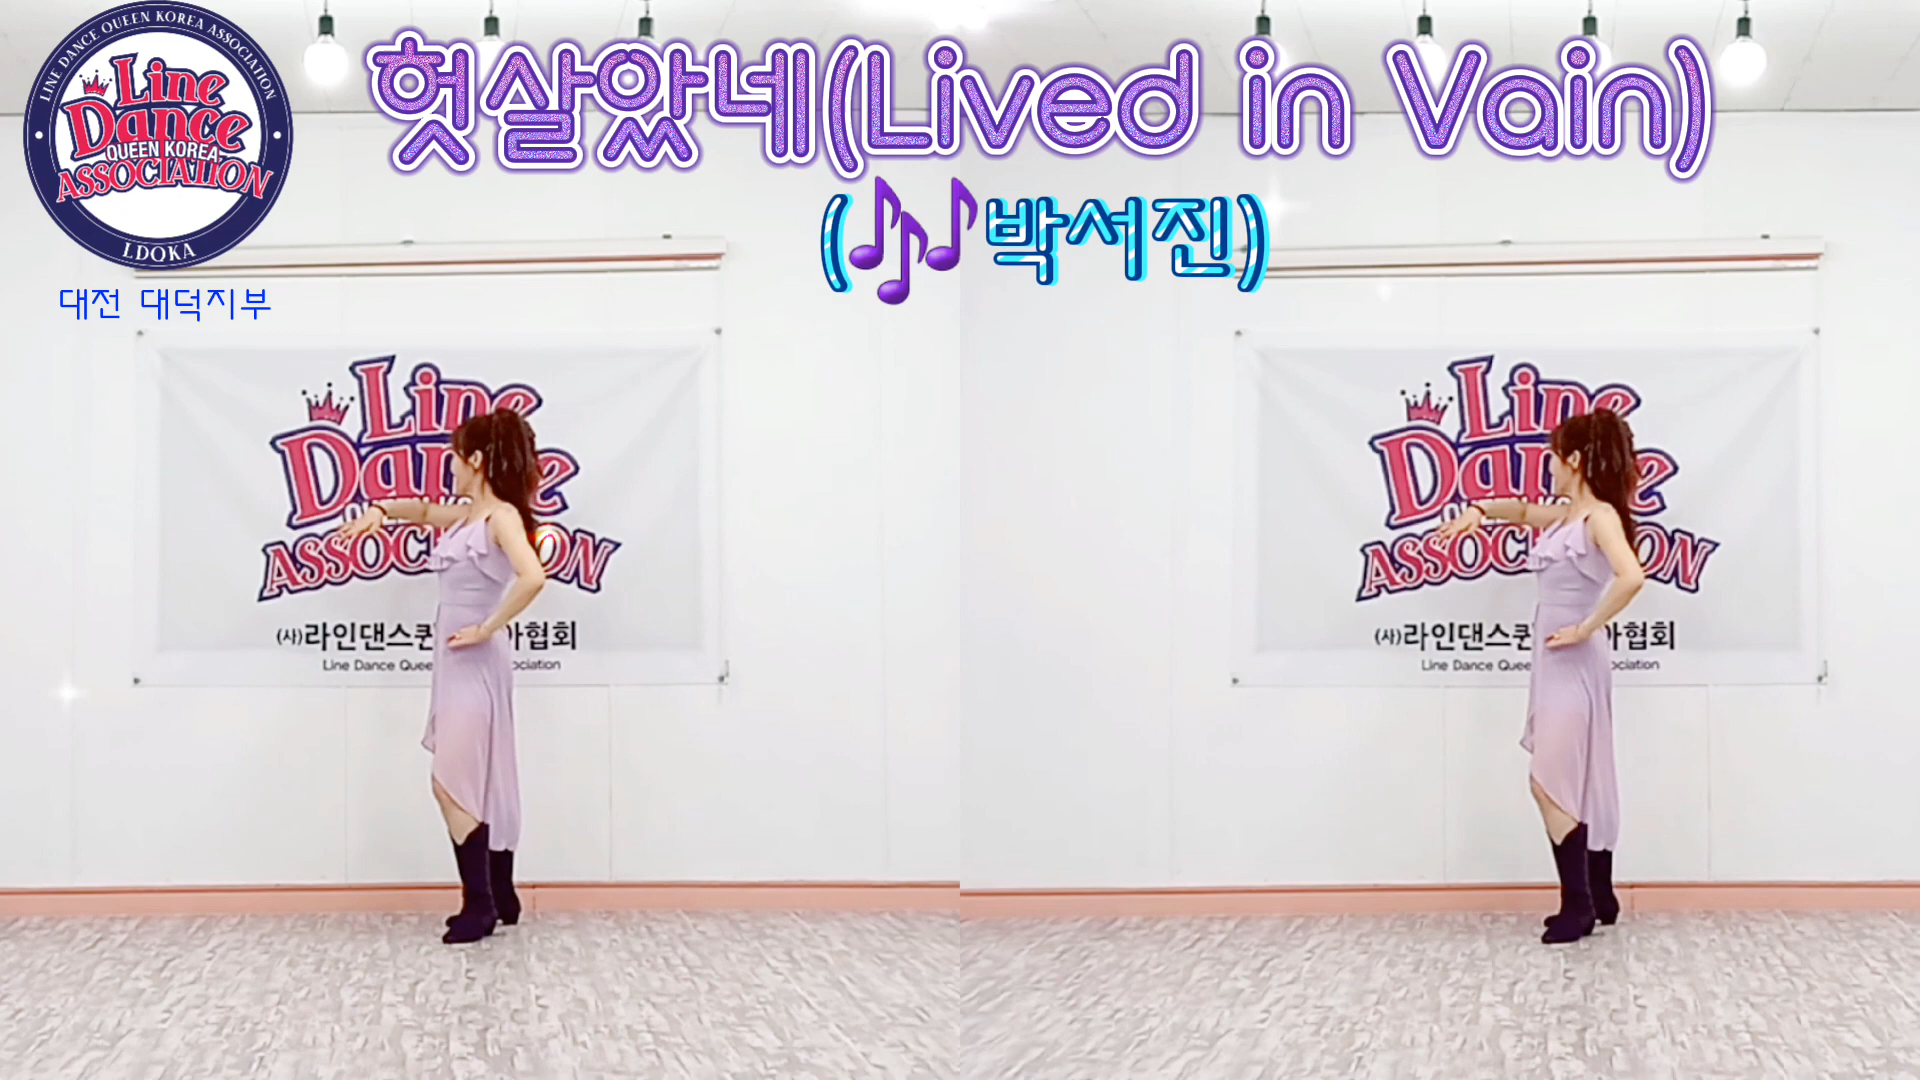 LINE DANCE QUEEN KOREA ASSOCIATION
Line
Dance
QUEEN KOREA
ASSOCIATION
LDQKA
대전 대덕지부
헛살았네(Lived in Vain)
(🎶박서진)
Line
Dance
ASSOC ON
(사)라인댄스퀸 아협회
Line Dance Quee ociation
Line
Dance
ASSOC ON
(사)라인댄스퀸 아협회
Line Dance Quee ociation